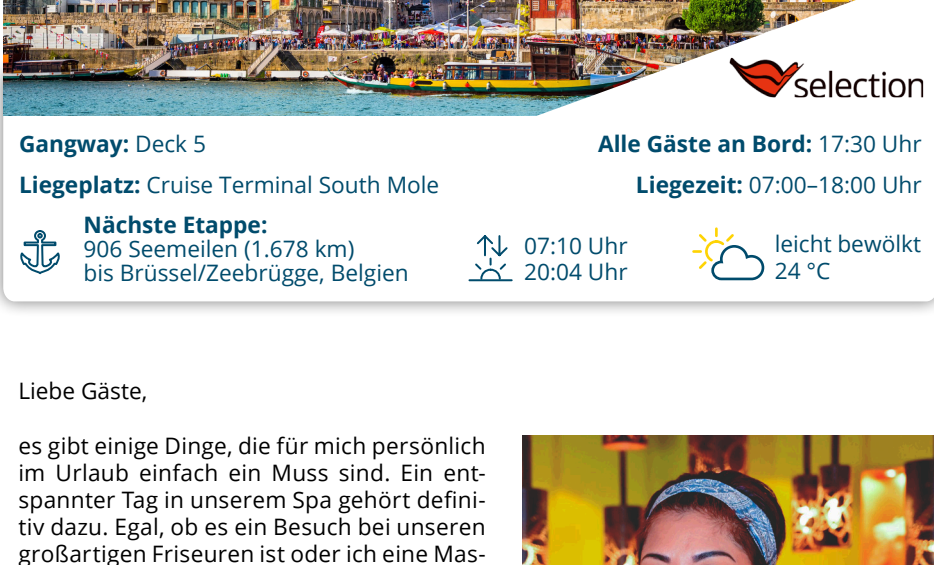 selection
Gangway: Deck 5
Alle Gäste an Bord: 17:30 Uhr
Liegeplatz: Cruise Terminal South Mole
Liegezeit: 07:00–18:00 Uhr
Nächste Etappe:
906 Seemeilen (1.678 km)
bis Brüssel/Zeebrügge, Belgien
07:10 Uhr
20:04 Uhr
leicht bewölkt
24 °C
Liebe Gäste,
es gibt einige Dinge, die für mich persönlich
im Urlaub einfach ein Muss sind. Ein ent-
spannter Tag in unserem Spa gehört defini-
tiv dazu. Egal, ob es ein Besuch bei unseren
großartigen Friseuren ist oder ich eine Mas-